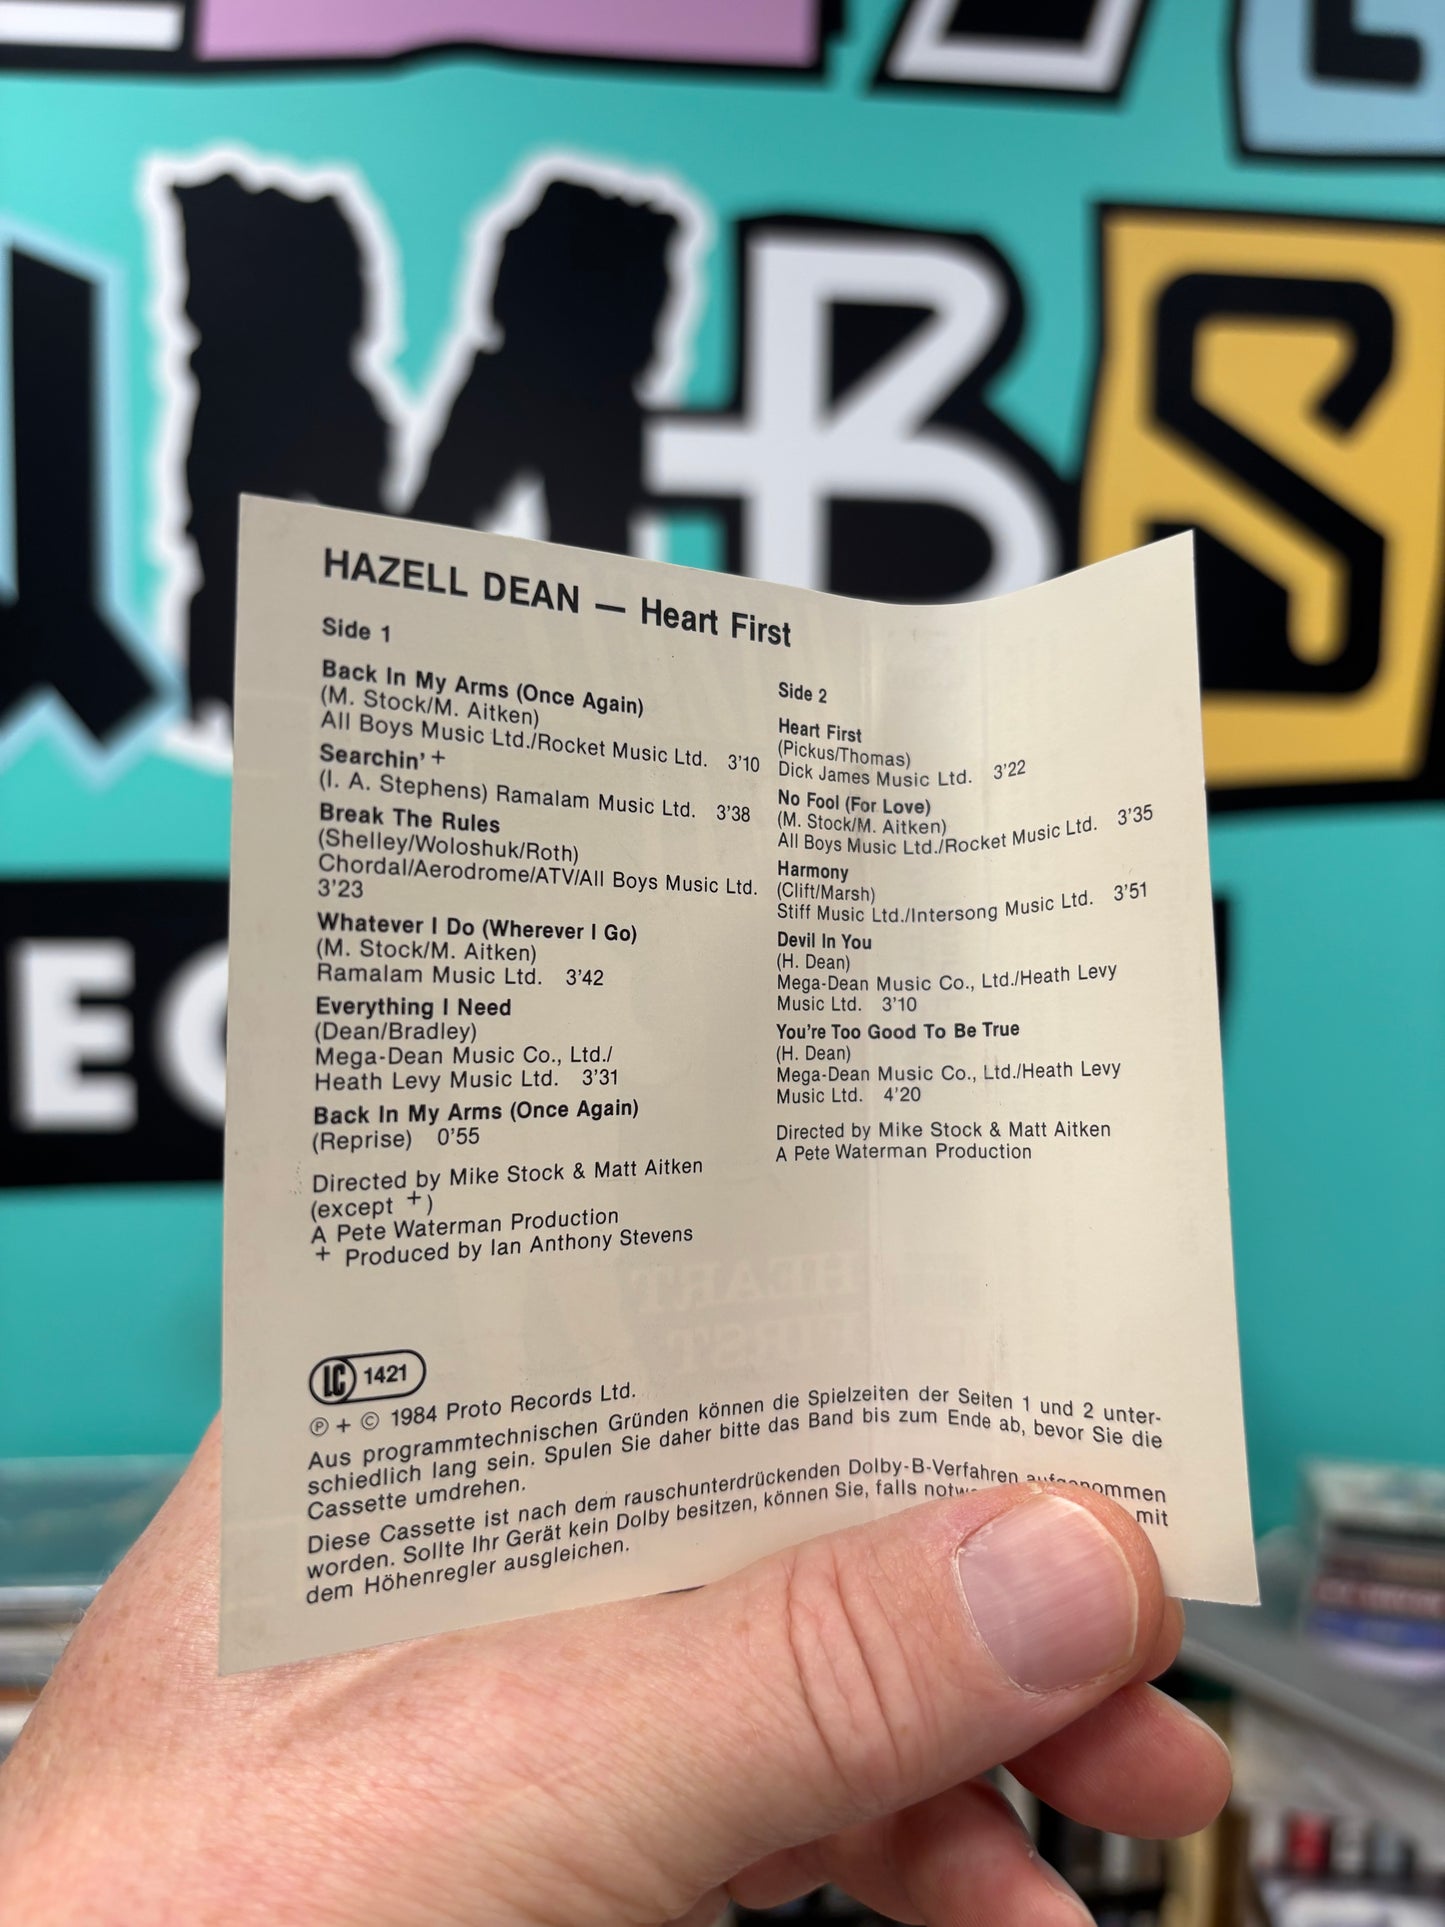 MBS
EC
HAZELL DEAN — Heart First
Side 1
Back In My Arms (Once Again)
(M. Stock/M. Aitken)
All Boys Music Ltd./Rocket Music Ltd. 3'10
Searchin' +
(I. A. Stephens) Ramalam Music Ltd. 3'38
Break The Rules
(Shelley/Woloshuk/Roth)
Chordal/Aerodrome/ATV/All Boys Music Ltd.
3'23
Whatever I Do (Wherever I Go)
(M. Stock/M. Aitken)
Ramalam Music Ltd. 3'42
Everything I Need
(Dean/Bradley)
Mega-Dean Music Co., Ltd./
Heath Levy Music Ltd. 3'31
Back In My Arms (Once Again)
(Reprise) 0'55
Directed by Mike Stock & Matt Aitken
(except +)
A Pete Waterman Production
+ Produced by Ian Anthony Stevens
Side 2
Heart First
(Pickus/Thomas)
Dick James Music Ltd. 3'22
No Fool (For Love)
(M. Stock/M. Aitken)
All Boys Music Ltd./Rocket Music Ltd. 3'35
Harmony
(Clift/Marsh)
Stiff Music Ltd./Intersong Music Ltd. 3'51
Devil In You
(H. Dean)
Mega-Dean Music Co., Ltd./Heath Levy
Music Ltd. 3'10
You're Too Good To Be True
(H. Dean)
Mega-Dean Music Co., Ltd./Heath Levy
Music Ltd. 4'20
Directed by Mike Stock & Matt Aitken
A Pete Waterman Production
HEART
FIRST
LC 1421
℗ + © 1984 Proto Records Ltd.
Aus programmtechnischen Gründen können die Spielzeiten der Seiten 1 und 2 unter-
schiedlich lang sein. Spulen Sie daher bitte das Band bis zum Ende ab, bevor Sie die
Cassette umdrehen.
Diese Cassette ist nach dem rauschunterdrückenden Dolby-B-Verfahren aufgenommen
worden. Sollte Ihr Gerät kein Dolby besitzen, können Sie, falls mit
dem Höhenregler ausgleichen.